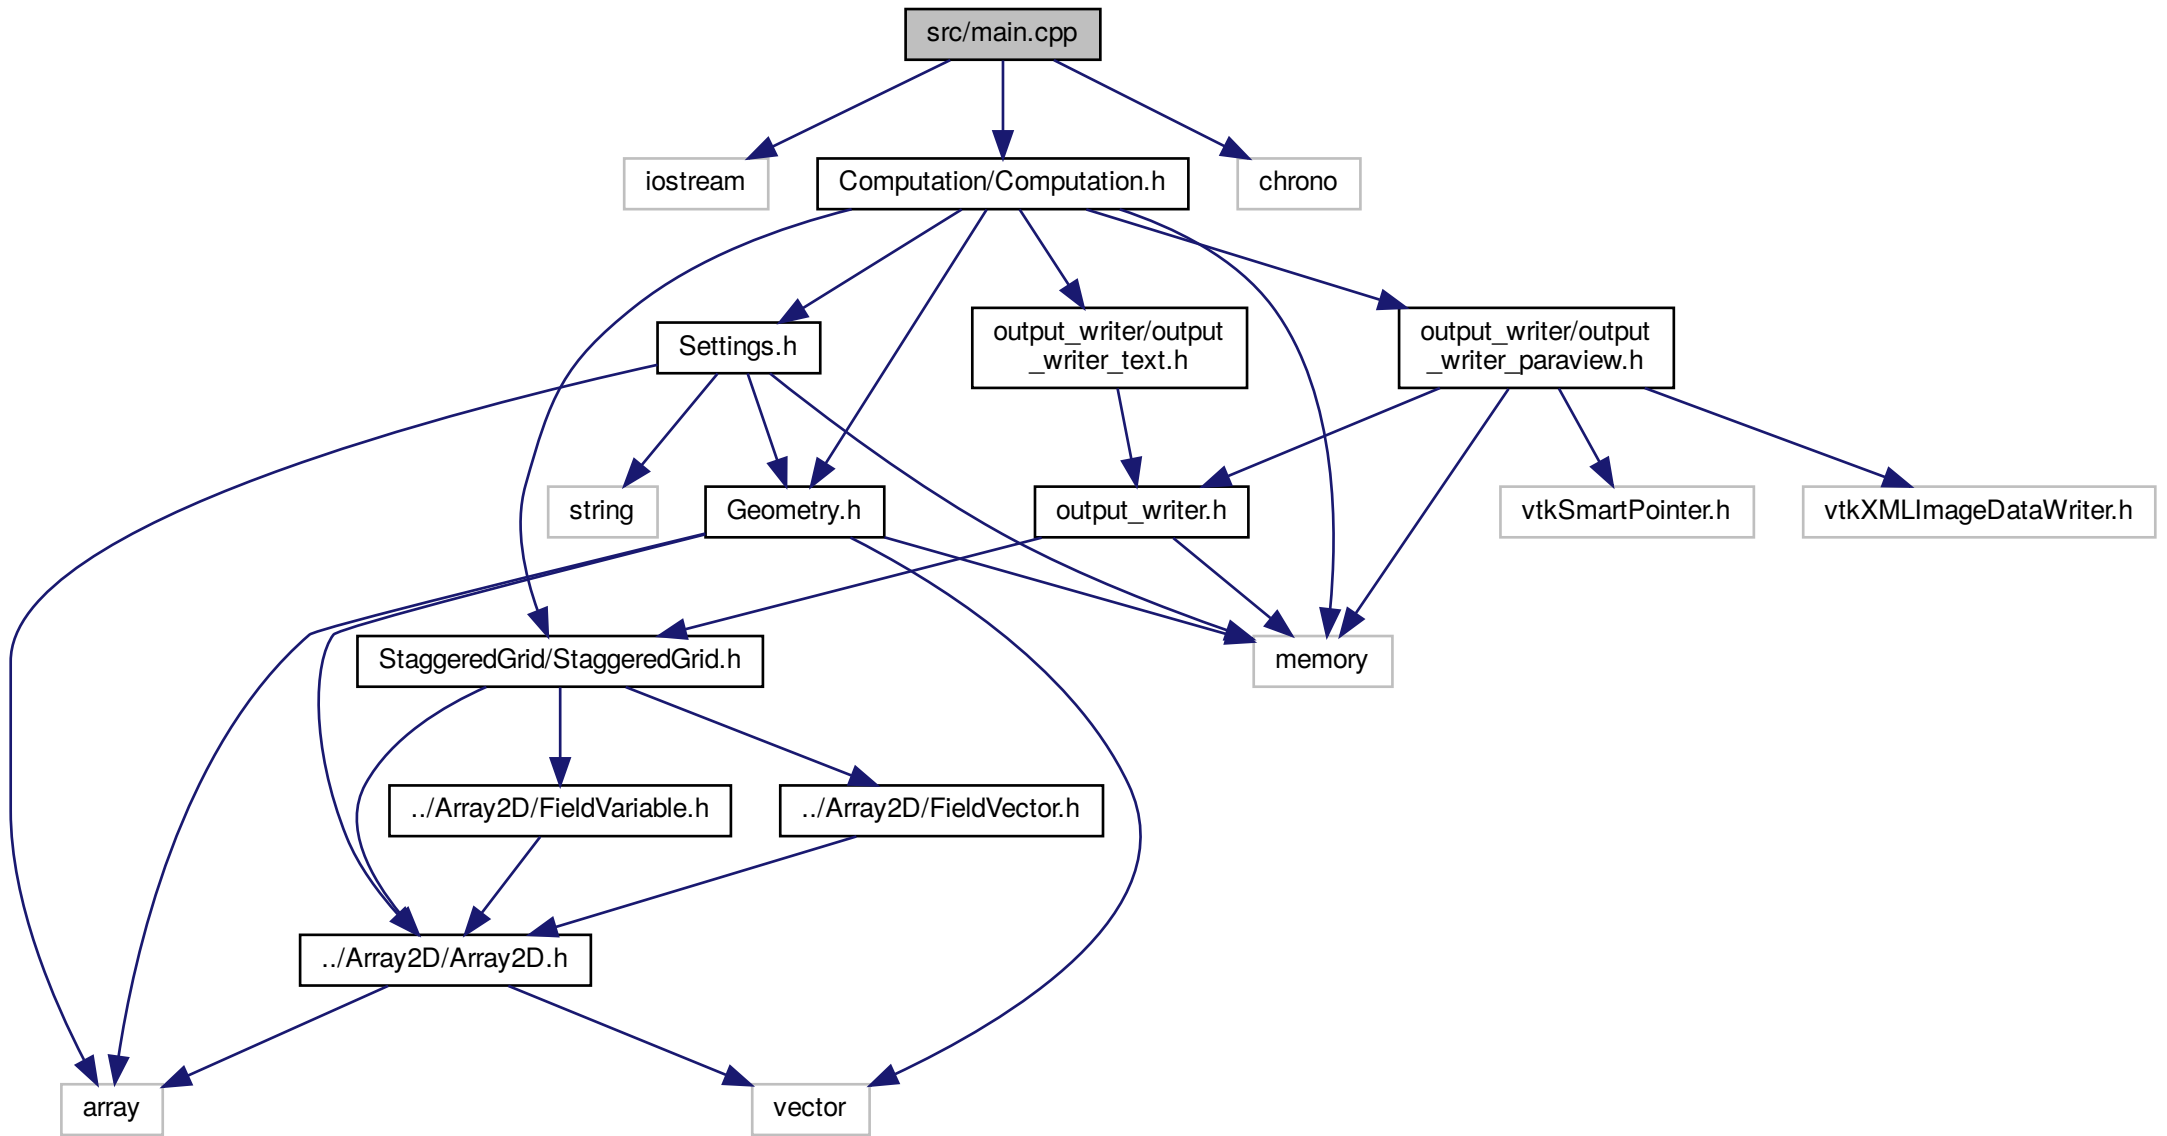 src/main.cpp
iostream
Computation/Computation.h
chrono
Settings.h
output_writer/output
_writer_text.h
output_writer/output
_writer_paraview.h
string
Geometry.h
output_writer.h
vtkSmartPointer.h
vtkXMLImageDataWriter.h
StaggeredGrid/StaggeredGrid.h
memory
../Array2D/FieldVariable.h
../Array2D/FieldVector.h
../Array2D/Array2D.h
array
vector